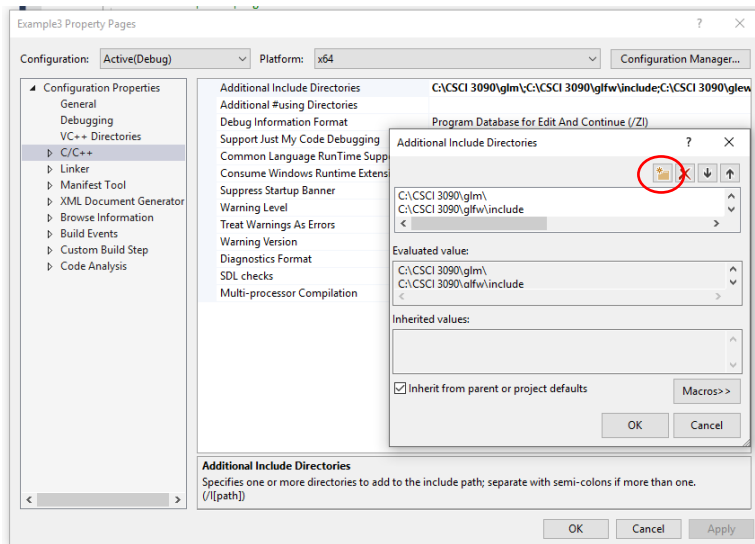 Example3 Property Pages ? ×
Configuration: Active(Debug) Platform: x64 Configuration Manager...
Configuration Properties
General
Debugging
VC++ Directories
C/C++
Linker
Manifest Tool
XML Document Generator
Browse Information
Build Events
Custom Build Step
Code Analysis
Additional Include Directories C:\CSCI 3090\glm\;C:\CSCI 3090\glfw\include;C:\CSCI 3090\glew
Additional #using Directories
Debug Information Format Program Database for Edit And Continue (/ZI)
Support Just My Code Debugging
Common Language RunTime Supp
Consume Windows Runtime Extensi
Suppress Startup Banner
Warning Level
Treat Warnings As Errors
Warning Version
Diagnostics Format
SDL checks
Multi-processor Compilation
Additional Include Directories ? ×
C:\CSCI 3090\glm\
C:\CSCI 3090\glfw\include
Evaluated value:
C:\CSCI 3090\glm\
C:\CSCI 3090\glfw\include
Inherited values:
Inherit from parent or project defaults
Macros>>
OK Cancel
Additional Include Directories
Specifies one or more directories to add to the include path; separate with semi-colons if more than one.
(/I[path])
OK Cancel Apply